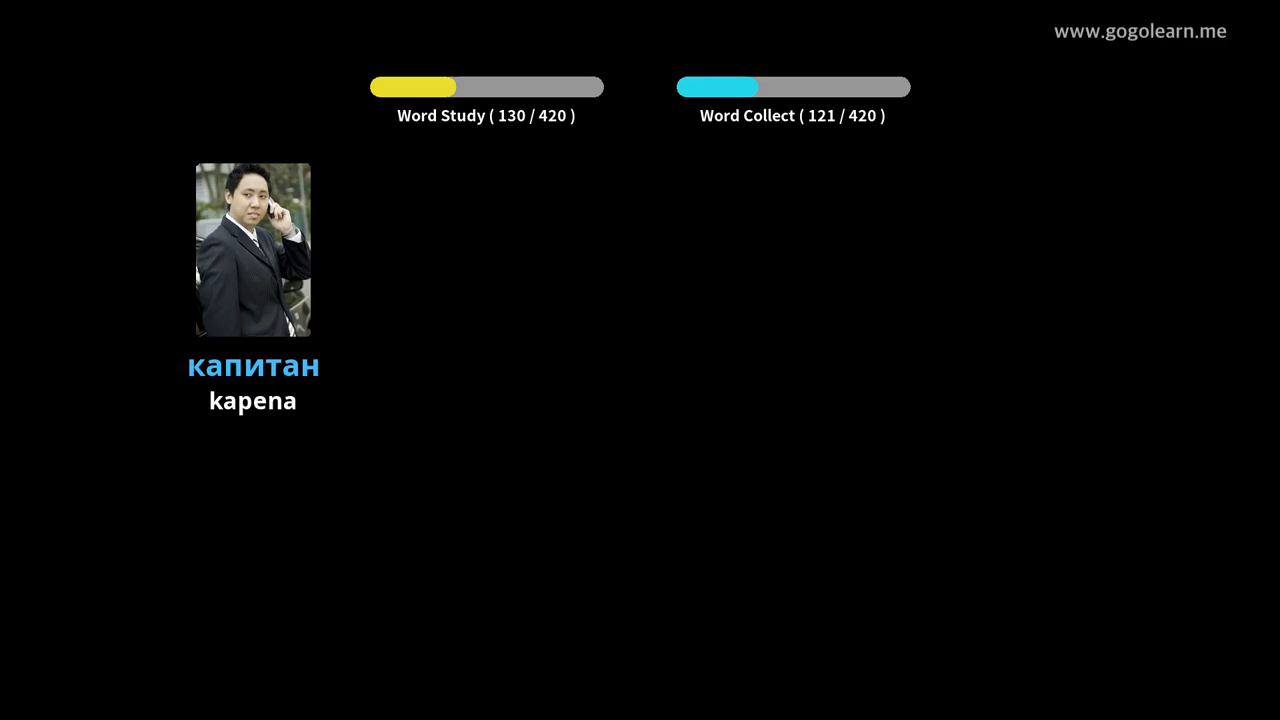 www.gogolearn.me
Word Study ( 130 / 420 )
Word Collect ( 121 / 420 )
капитан
kapena